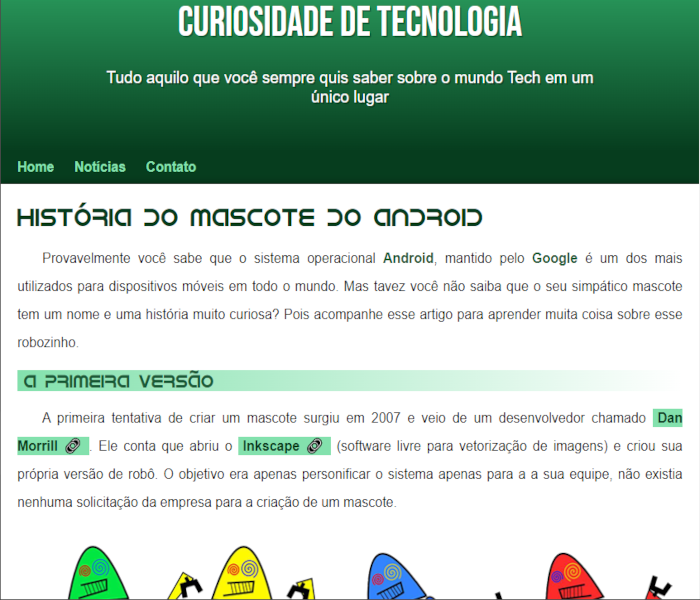 CURIOSIDADE DE TECNOLOGIA
Tudo aquilo que você sempre quis saber sobre o mundo Tech em um
único lugar
Home Notícias Contato
HISTÓRIA DO MASCOTE DO ANDROID
Provavelmente você sabe que o sistema operacional Android, mantido pelo Google é um dos mais
utilizados para dispositivos móveis em todo o mundo. Mas tavez você não saiba que o seu simpático mascote
tem um nome e uma história muito curiosa? Pois acompanhe esse artigo para aprender muita coisa sobre esse
robozinho.
A PRIMEIRA VERSÃO
A primeira tentativa de criar um mascote surgiu em 2007 e veio de um desenvolvedor chamado Dan
Morrill . Ele conta que abriu o Inkscape (software livre para vetorização de imagens) e criou sua
própria versão de robô. O objetivo era apenas personificar o sistema apenas para a a sua equipe, não existia
nenhuma solicitação da empresa para a criação de um mascote.